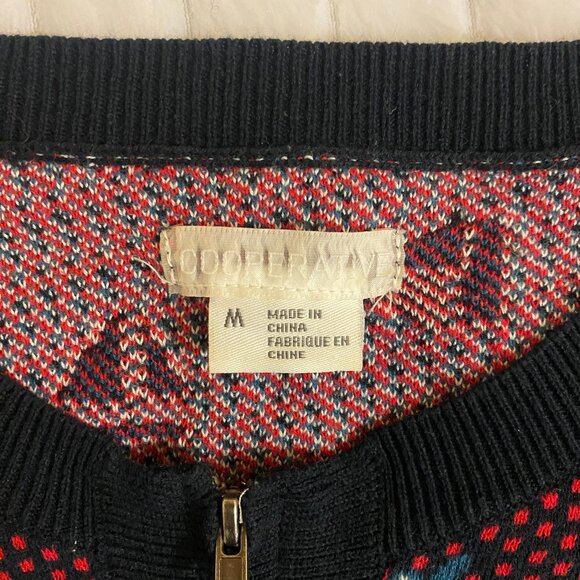 COOPERATIVE
M
MADE IN
CHINA
FABRIQUE EN
CHINE